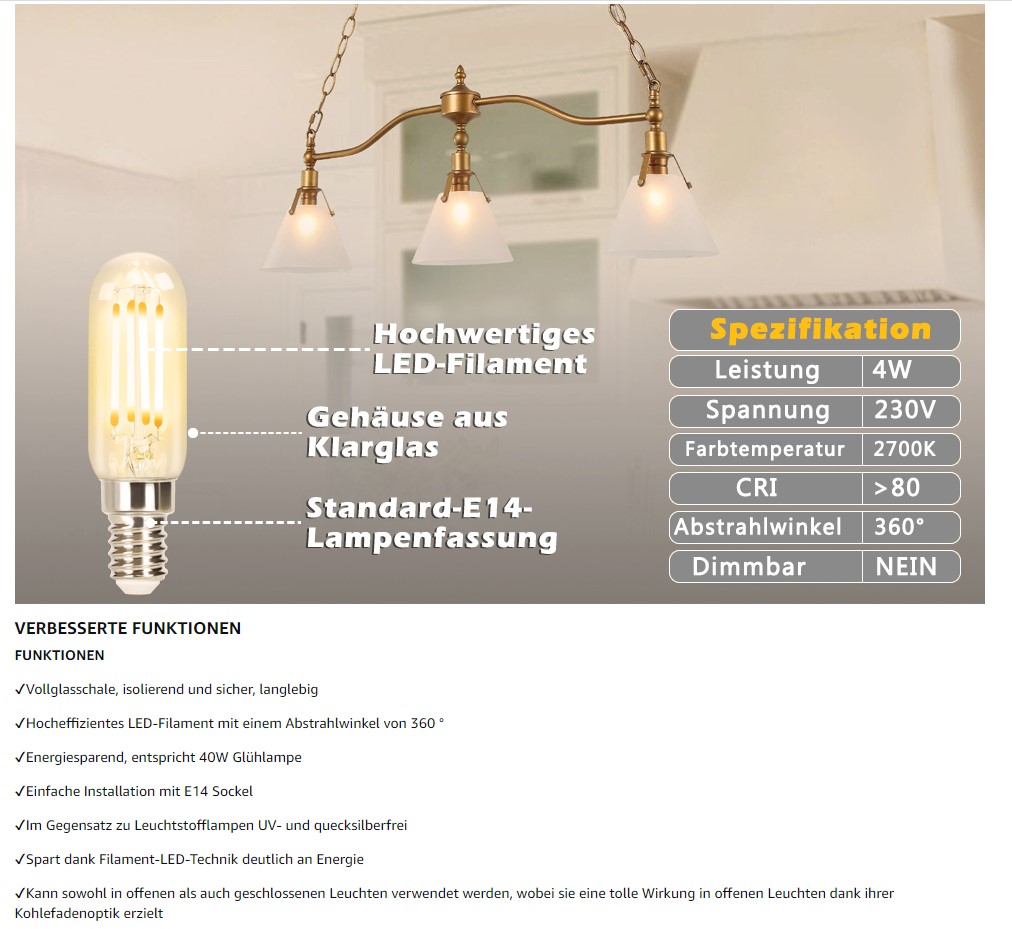 Hochwertiges
LED-Filament
Gehäuse aus
Klarglas
Standard-E14-
Lampenfassung
Spezifikation
Leistung 4W
Spannung 230V
Farbtemperatur 2700K
CRI >80
Abstrahlwinkel 360°
Dimmbar NEIN
VERBESSERTE FUNKTIONEN
FUNKTIONEN
✓Vollglasschale, isolierend und sicher, langlebig
✓Hocheffizientes LED-Filament mit einem Abstrahlwinkel von 360 °
✓Energiesparend, entspricht 40W Glühlampe
✓Einfache Installation mit E14 Sockel
✓Im Gegensatz zu Leuchtstofflampen UV- und quecksilberfrei
✓Spart dank Filament-LED-Technik deutlich an Energie
✓Kann sowohl in offenen als auch geschlossenen Leuchten verwendet werden, wobei sie eine tolle Wirkung in offenen Leuchten dank ihrer
Kohlefadenoptik erzielt